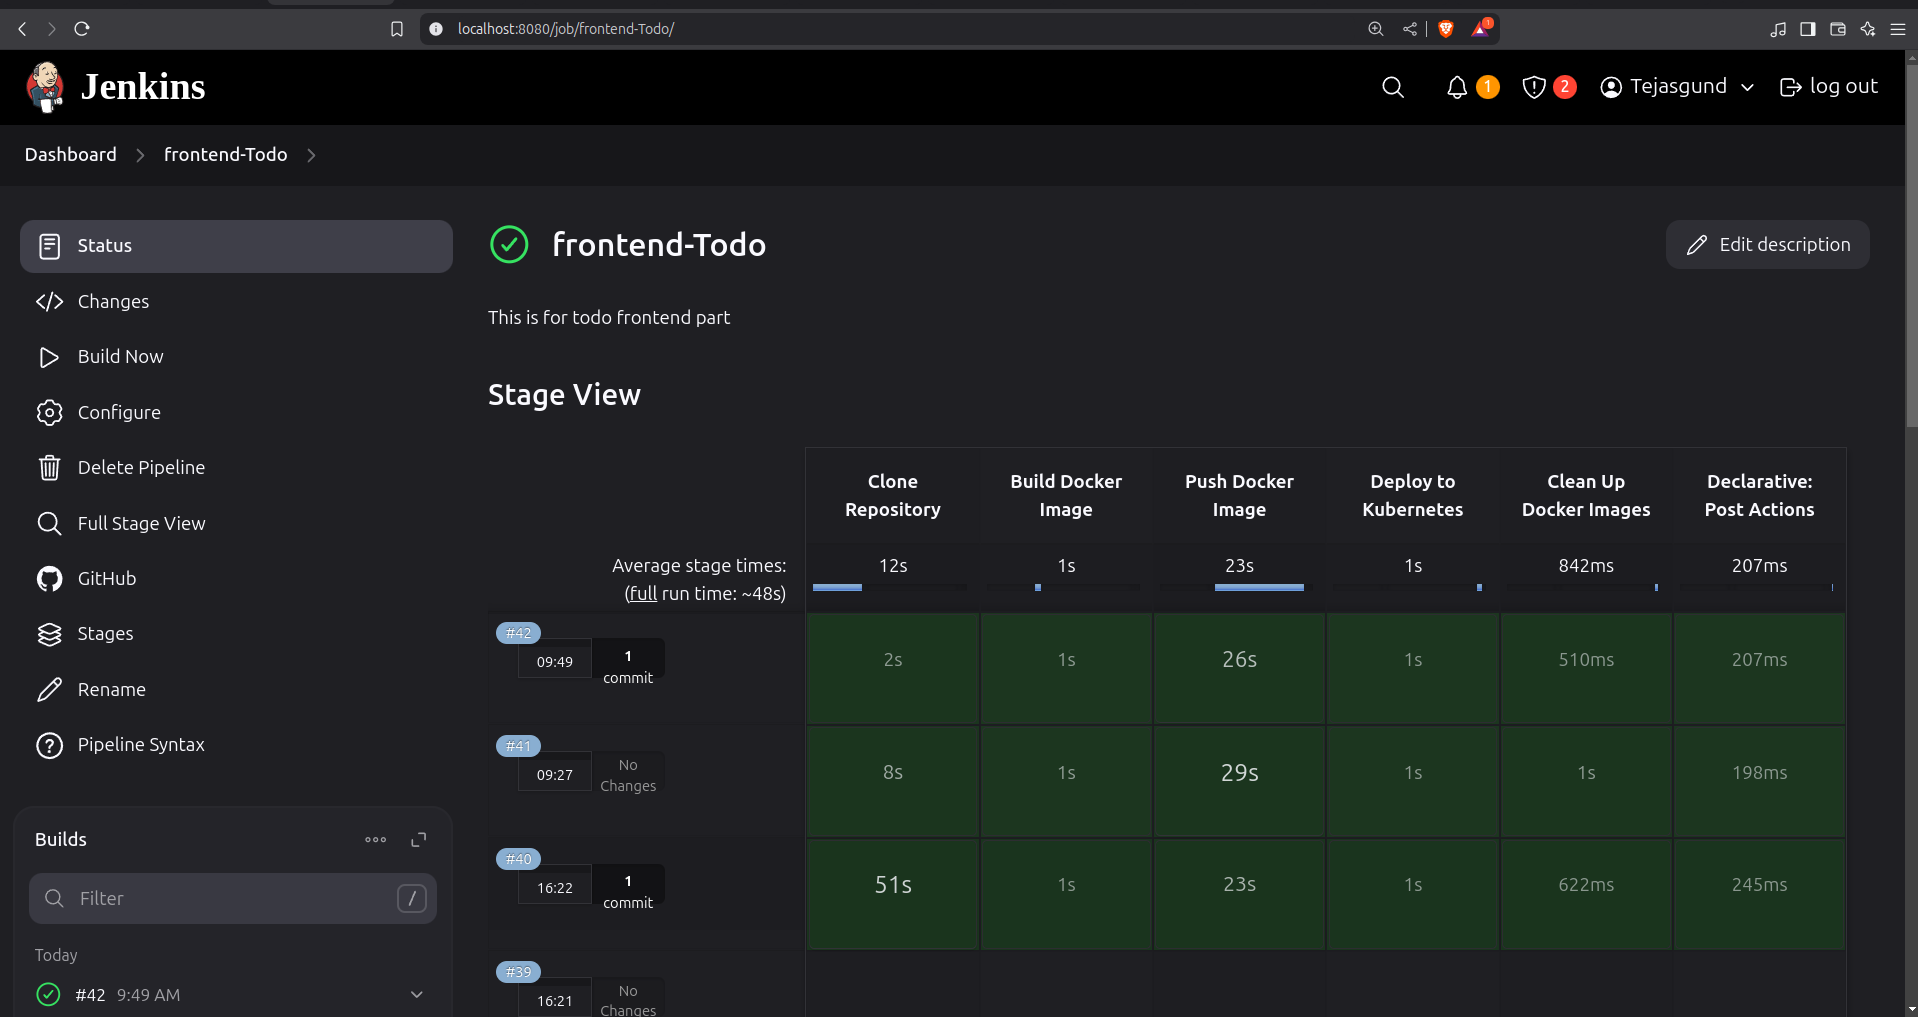 localhost:8080/job/frontend-Todo/
1
Jenkins
1
2
Tejasgund
log out
Dashboard
frontend-Todo
Status
Changes
Build Now
Configure
Delete Pipeline
Full Stage View
GitHub
Stages
Rename
Pipeline Syntax
Builds
Filter
/
Today
#42 9:49 AM
frontend-Todo
Edit description
This is for todo frontend part
Stage View
Clone
Repository
Build Docker
Image
Push Docker
Image
Deploy to
Kubernetes
Clean Up
Docker Images
Declarative:
Post Actions
Average stage times:
(full run time: ~48s)
12s 1s 23s 1s 842ms 207ms
#42
09:49
1
commit
2s 1s 26s 1s 510ms 207ms
#41
09:27
No
Changes
8s 1s 29s 1s 1s 198ms
#40
16:22
1
commit
51s 1s 23s 1s 622ms 245ms
#39
16:21
No
Changes